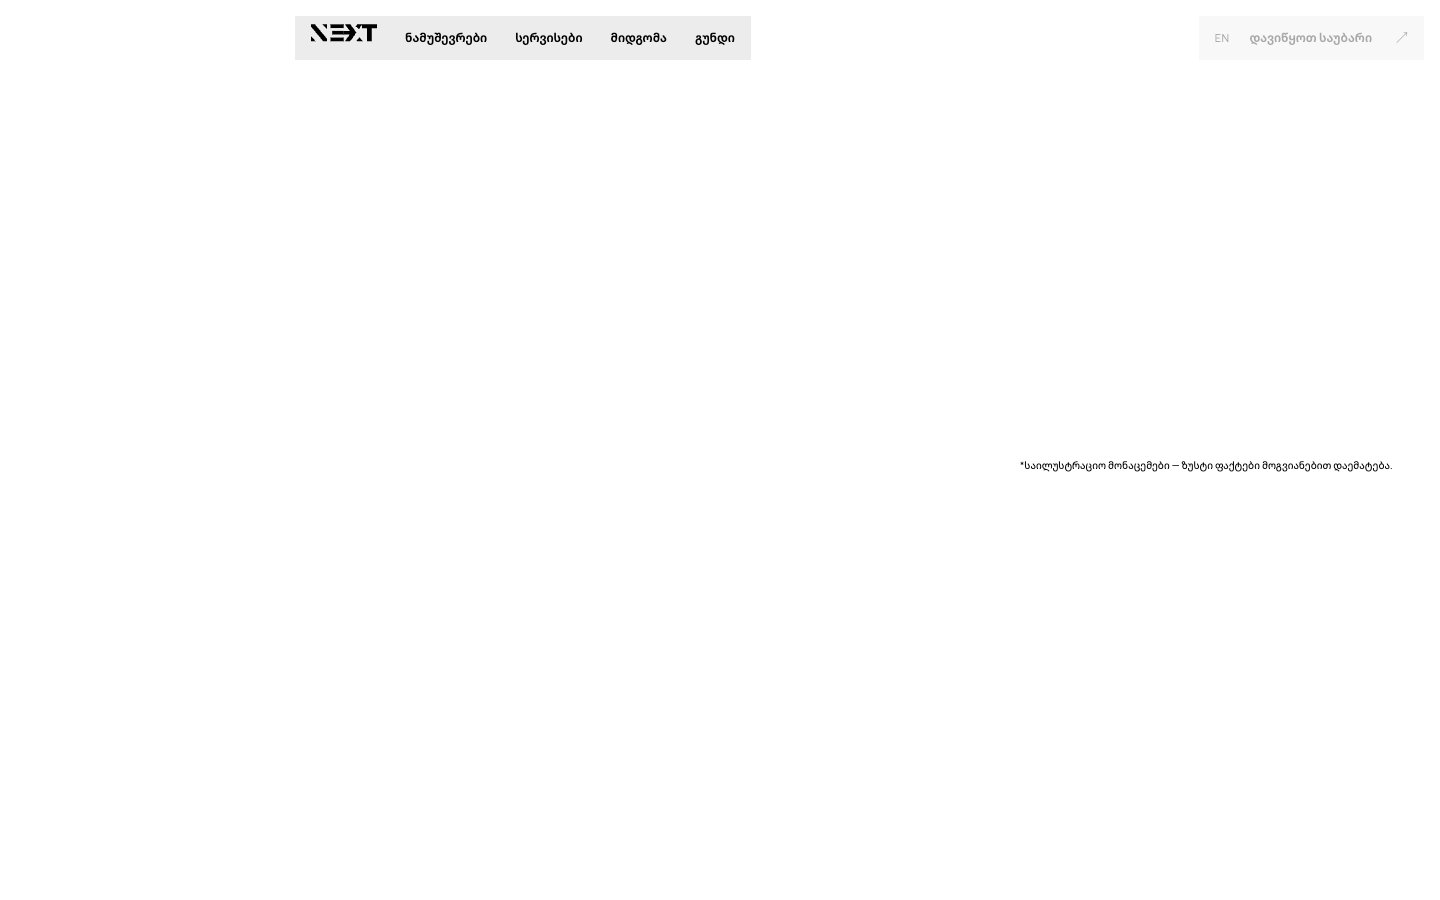 NEXT
ნამუშევრები
სერვისები
მიდგომა
გუნდი
EN
დავიწყოთ საუბარი
*საილუსტრაციო მონაცემები — ზუსტი ფაქტები მოგვიანებით დაემატება.